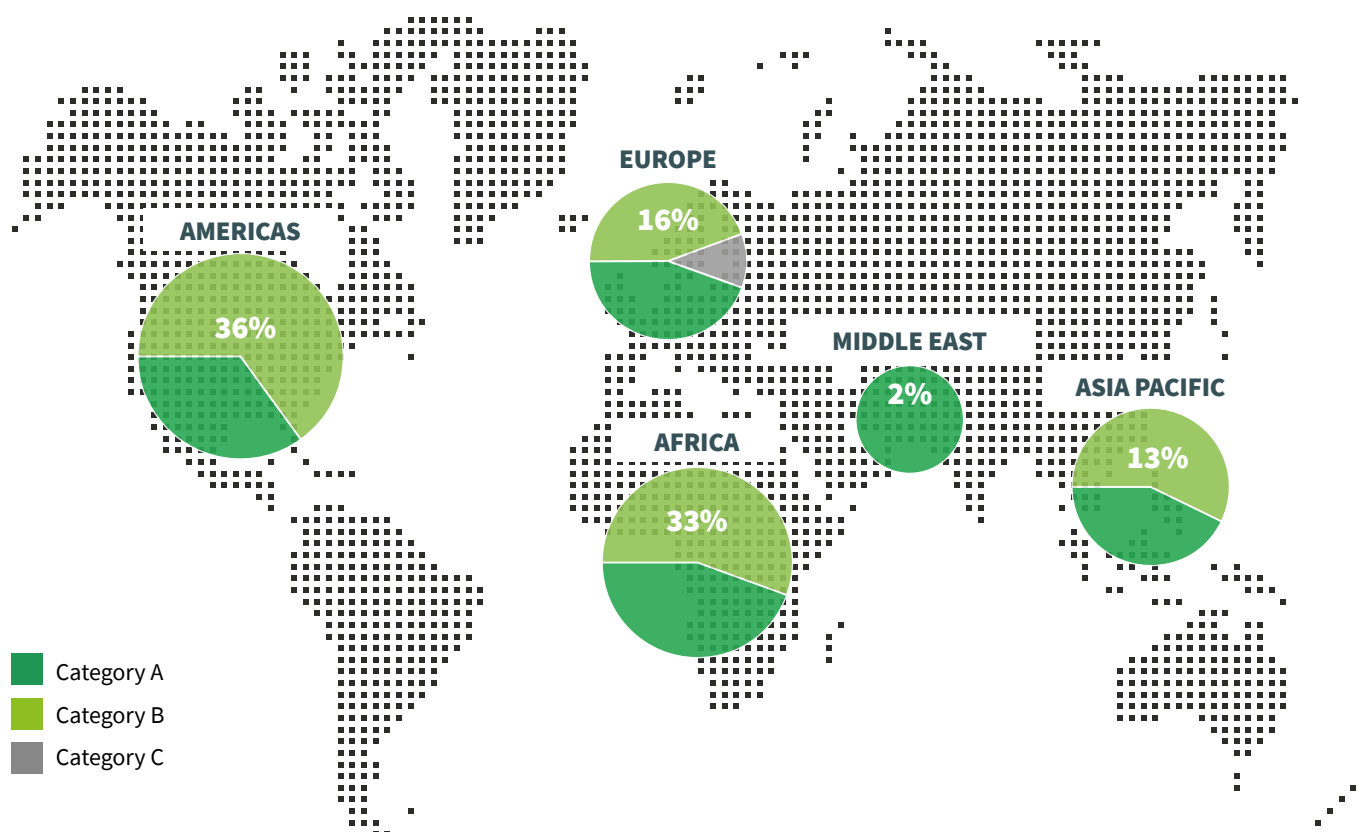 EUROPE
16%
AMERICAS
36%
MIDDLE EAST
2%
ASIA PACIFIC
13%
AFRICA
33%
Category A
Category B
Category C